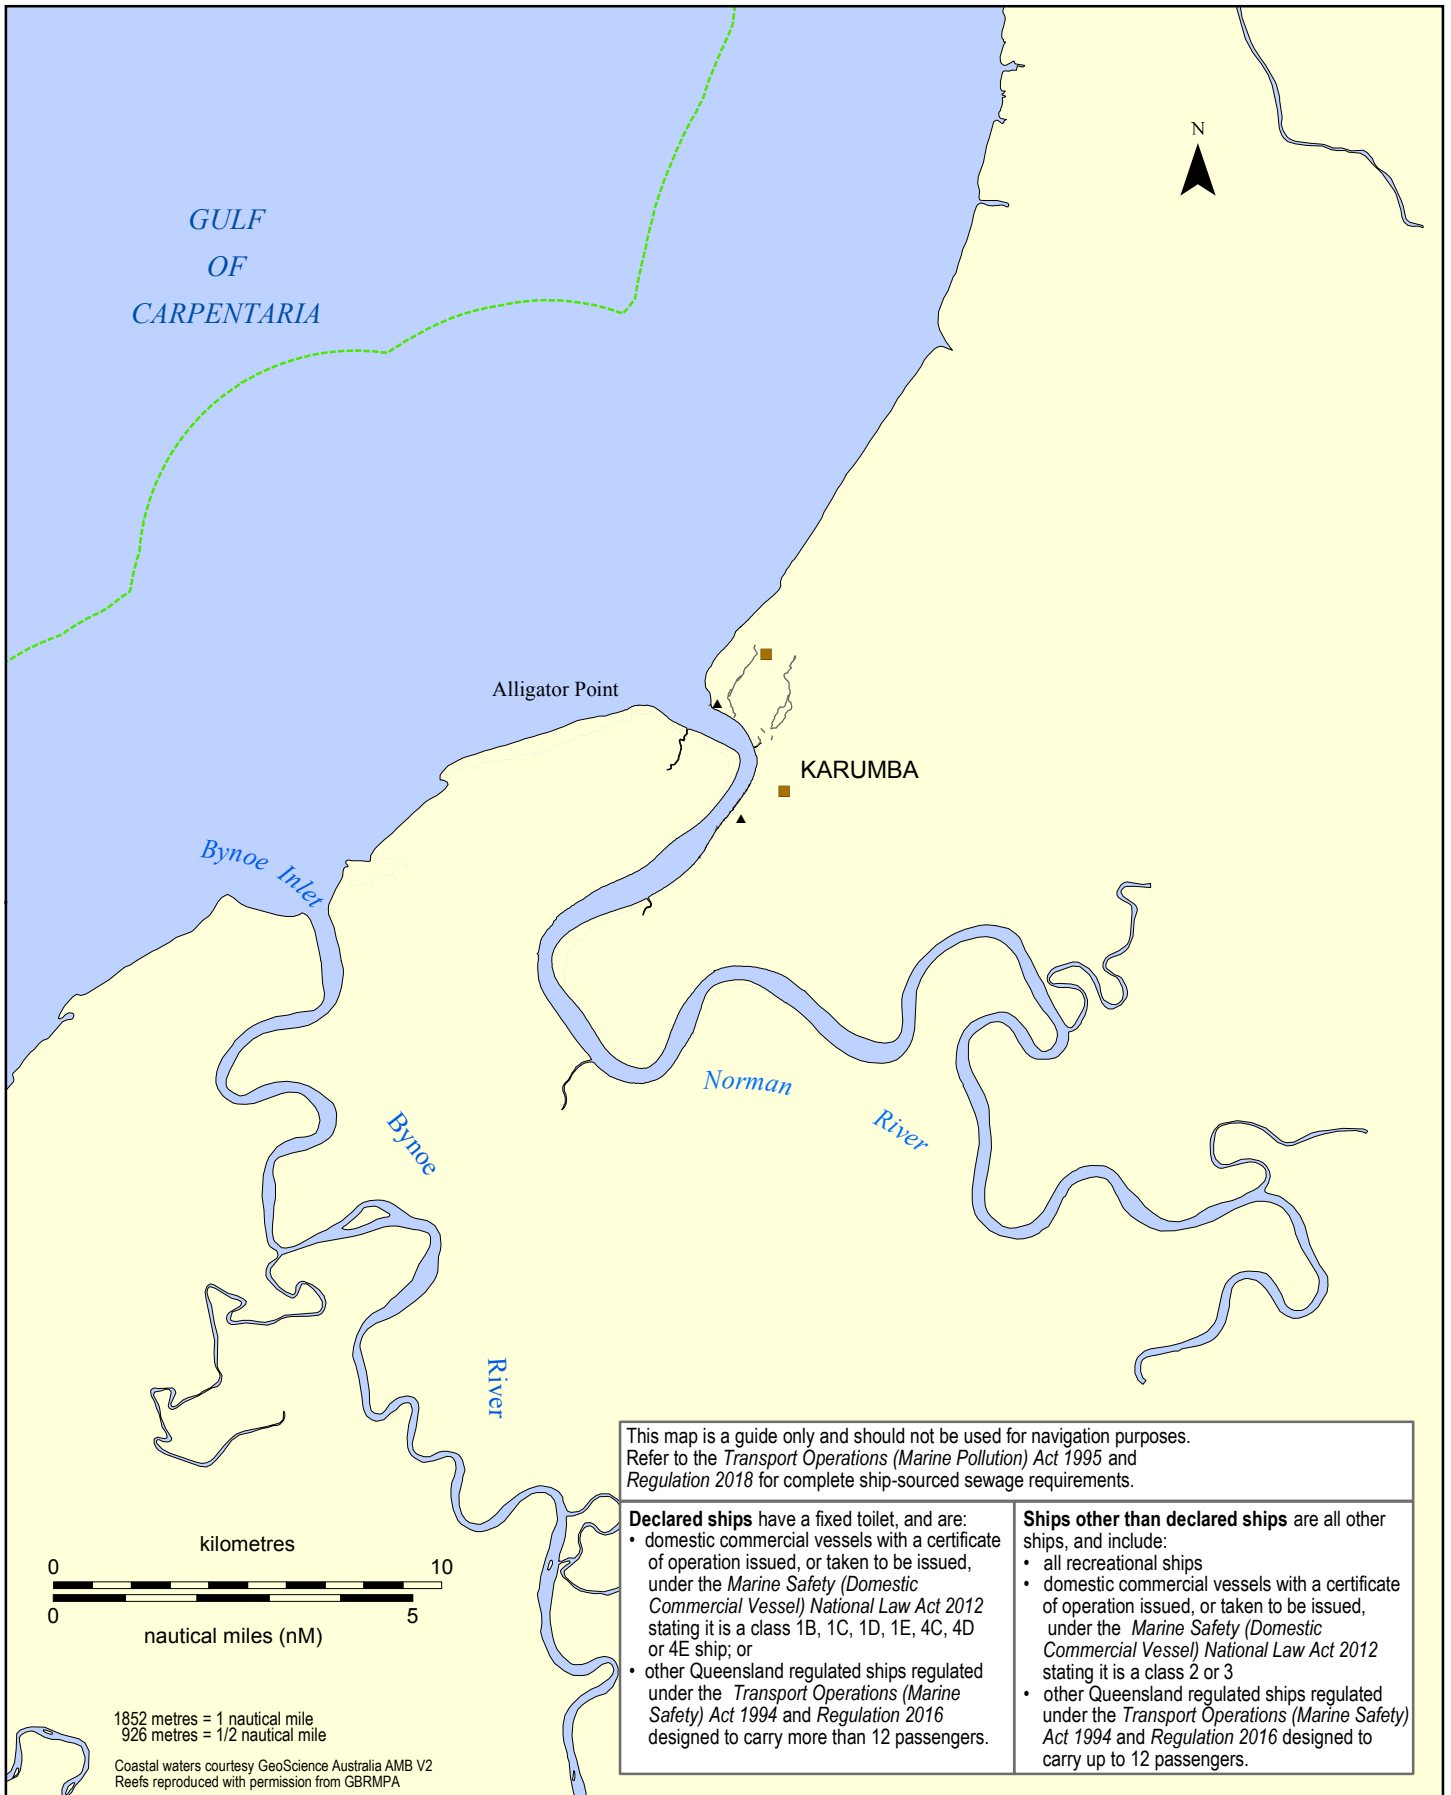 N
GULF
OF
CARPENTARIA
Alligator Point
KARUMBA
Bynoe Inlet
Norman
River
Bynoe
River
This map is a guide only and should not be used for navigation purposes.
Refer to the Transport Operations (Marine Pollution) Act 1995 and
Regulation 2018 for complete ship-sourced sewage requirements.
Declared ships have a fixed toilet, and are:
• domestic commercial vessels with a certificate
of operation issued, or taken to be issued,
under the Marine Safety (Domestic
Commercial Vessel) National Law Act 2012
stating it is a class 1B, 1C, 1D, 1E, 4C, 4D
or 4E ship; or
• other Queensland regulated ships regulated
under the Transport Operations (Marine
Safety) Act 1994 and Regulation 2016
designed to carry more than 12 passengers.
Ships other than declared ships are all other
ships, and include:
• all recreational ships
• domestic commercial vessels with a certificate
of operation issued, or taken to be issued,
under the Marine Safety (Domestic
Commercial Vessel) National Law Act 2012
stating it is a class 2 or 3
• other Queensland regulated ships regulated
under the Transport Operations (Marine Safety)
Act 1994 and Regulation 2016 designed to
carry up to 12 passengers.
kilometres
0 10
0 5
nautical miles (nM)
1852 metres = 1 nautical mile
926 metres = 1/2 nautical mile
Coastal waters courtesy GeoScience Australia AMB V2
Reefs reproduced with permission from GBRMPA